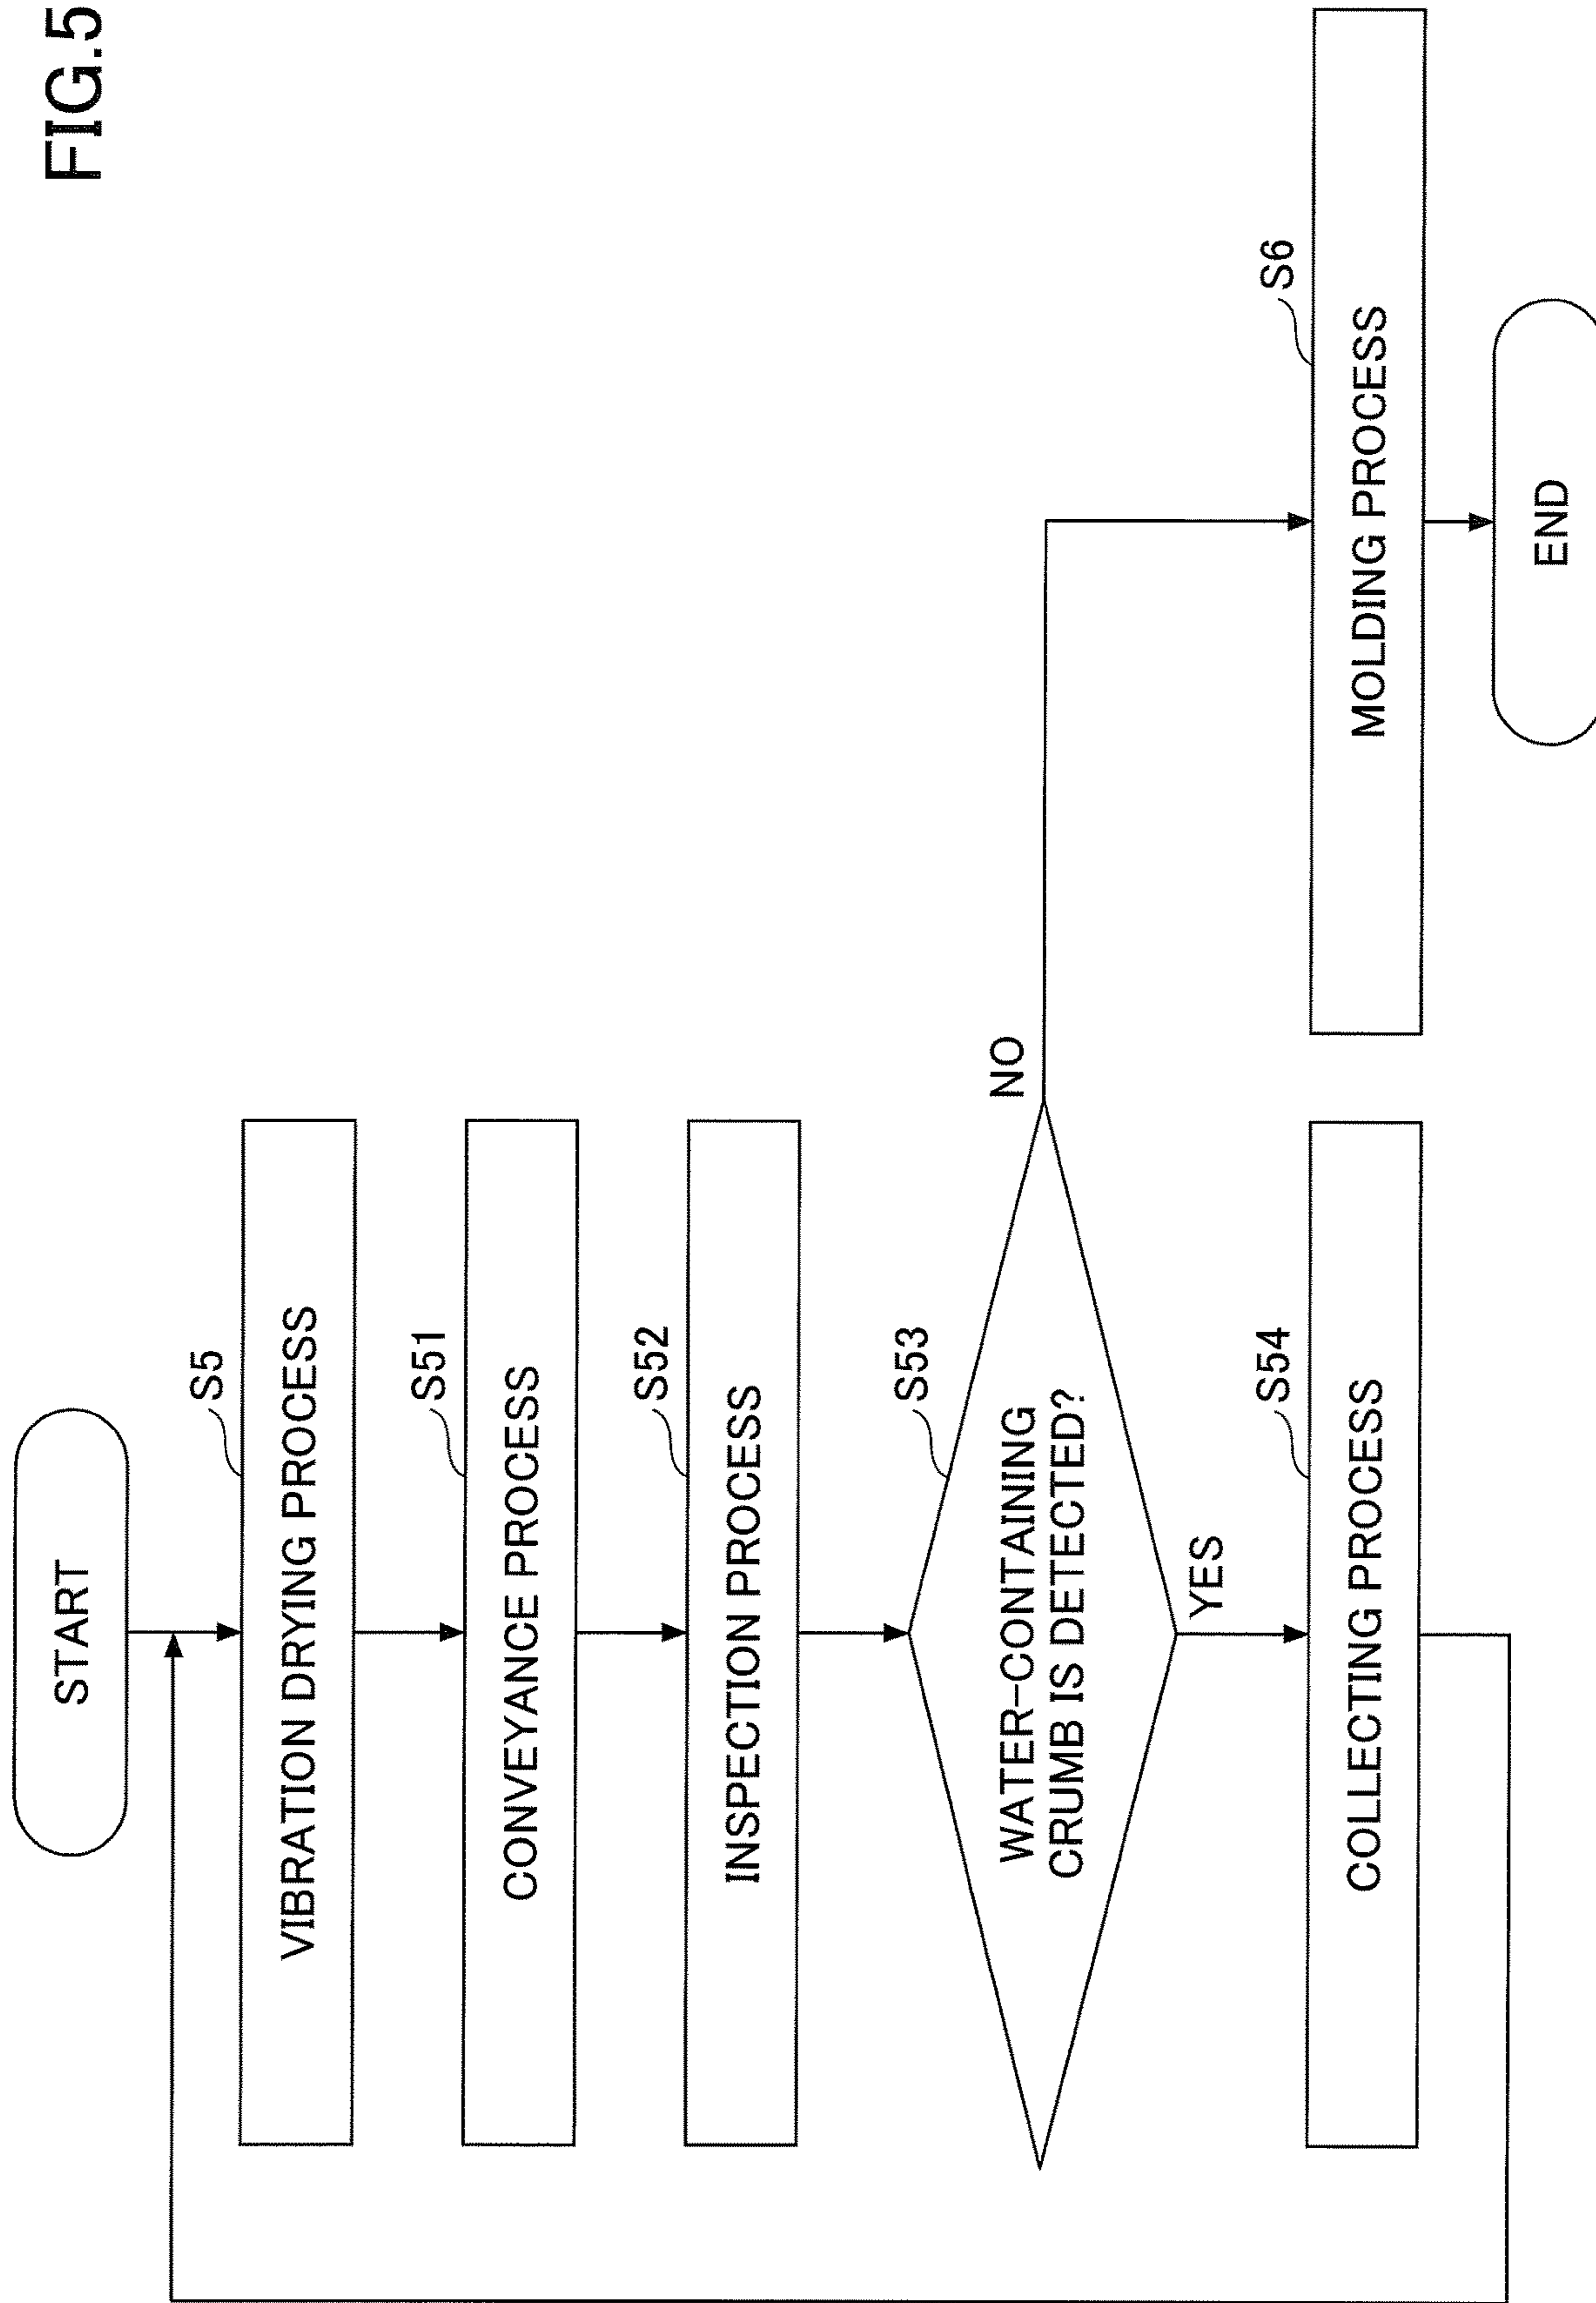 FIG.5
START
S5
VIBRATION DRYING PROCESS
S51
CONVEYANCE PROCESS
S52
INSPECTION PROCESS
S53
WATER-CONTAINING
CRUMB IS DETECTED?
NO
YES
S54
COLLECTING PROCESS
S6
MOLDING PROCESS
END